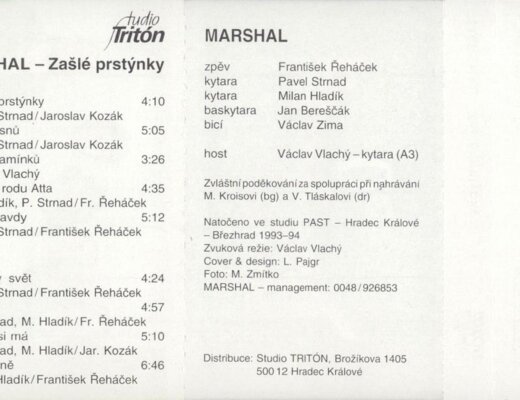 Studio
Tritón
HAL – Zašlé prstýnky
prstýnky 4:10
Strnad/Jaroslav Kozák
snů 5:05
Strnad/Jaroslav Kozák
amínků 3:26
Vlachý
rodu Atta 4:35
dík, P. Strnad/Fr. Řeháček
avdy 5:12
Strnad/František Řeháček
svět 4:24
Strnad/František Řeháček
4:57
ad, M. Hladík/Fr. Řeháček
si má 5:10
ad, M. Hladík/Jar. Kozák
ně 6:46
Hladík/František Řeháček
MARSHAL
zpěv František Řeháček
kytara Pavel Strnad
kytara Milan Hladík
baskytara Jan Bereščák
bicí Václav Zima
host Václav Vlachý – kytara (A3)
Zvláštní poděkování za spolupráci při nahrávání
M. Kroisovi (bg) a V. Tláskalovi (dr)
Natočeno ve studiu PAST – Hradec Králové
– Březhrad 1993–94
Zvuková režie: Václav Vlachý
Cover & design: L. Pajgr
Foto: M. Zmítko
MARSHAL – management: 0048/926853
Distribuce: Studio TRITÓN, Brožíkova 1405
500 12 Hradec Králové